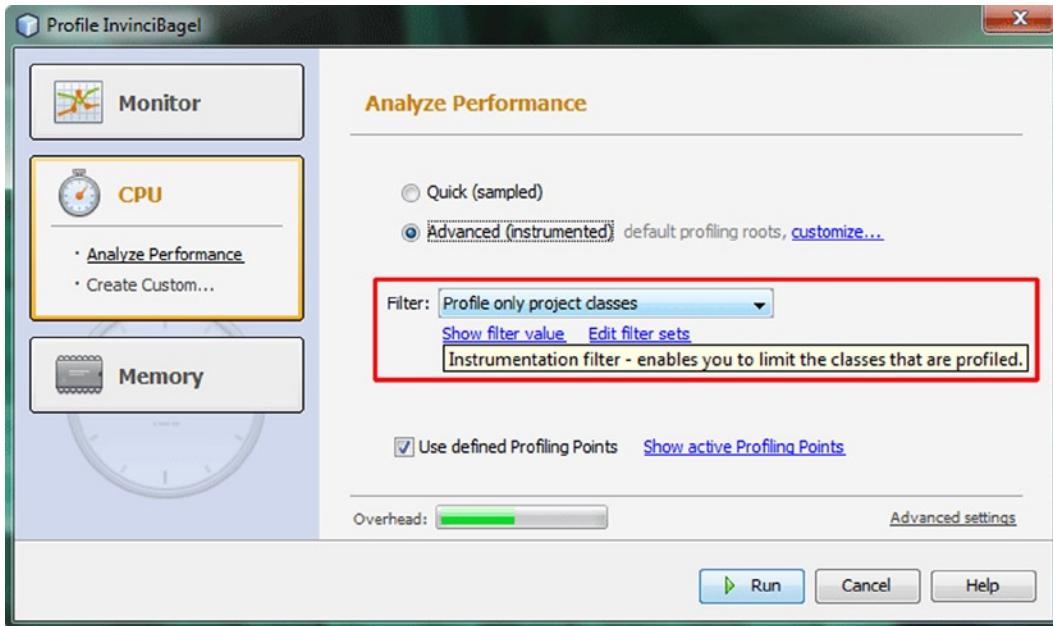 Profile InvinciBagel
X
Monitor
CPU
· Analyze Performance
· Create Custom...
Memory
Analyze Performance
Quick (sampled)
Advanced (instrumented) default profiling roots, customize...
Filter: Profile only project classes
Show filter value Edit filter sets
Instrumentation filter - enables you to limit the classes that are profiled.
Use defined Profiling Points Show active Profiling Points
Overhead: Advanced settings
Run Cancel Help